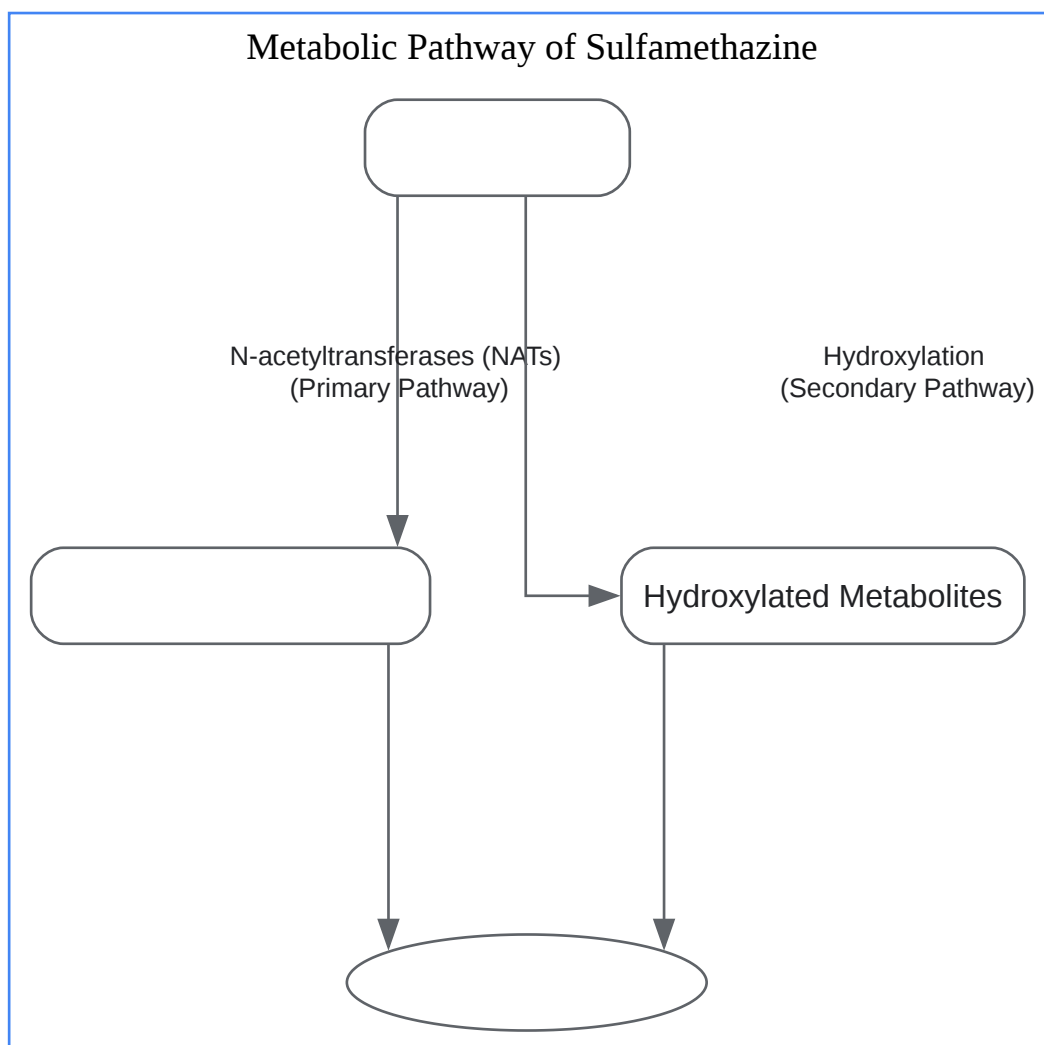 Metabolic Pathway of Sulfamethazine
N-acetyltransferases (NATs)
(Primary Pathway)
Hydroxylation
(Secondary Pathway)
Hydroxylated Metabolites